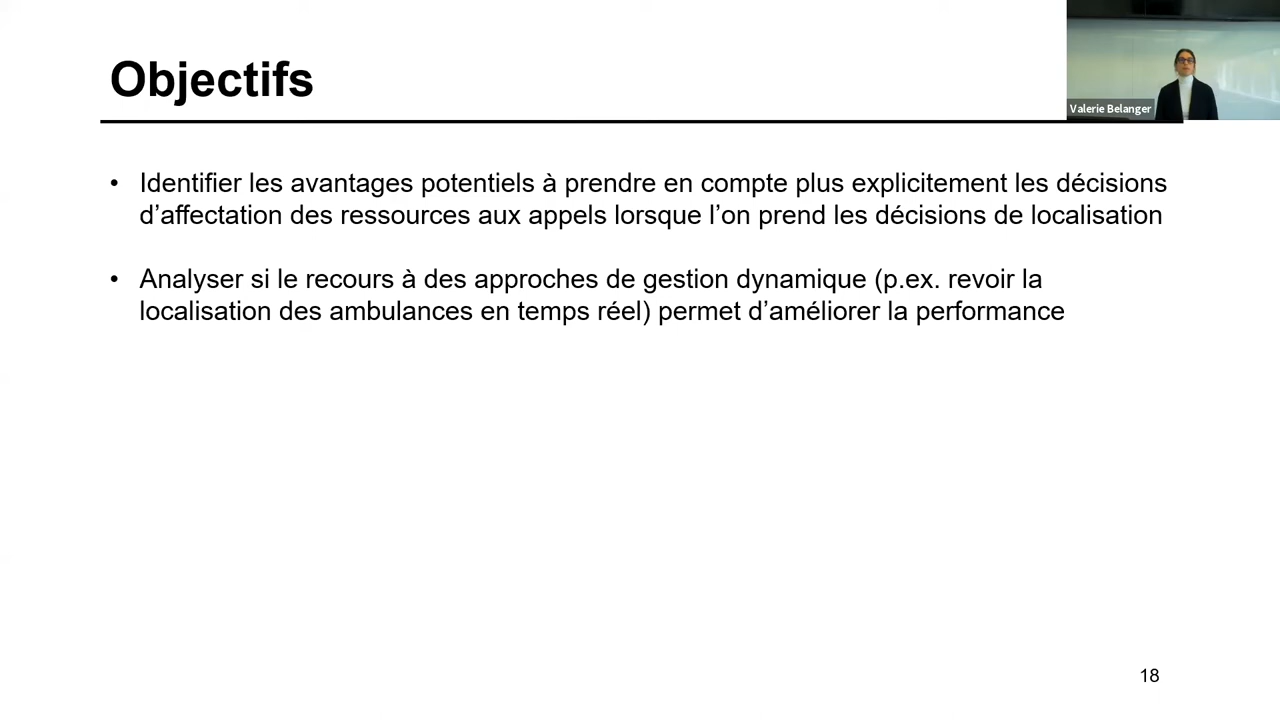 Objectifs
Valerie Belanger
• Identifier les avantages potentiels à prendre en compte plus explicitement les décisions
d’affectation des ressources aux appels lorsque l’on prend les décisions de localisation
• Analyser si le recours à des approches de gestion dynamique (p.ex. revoir la
localisation des ambulances en temps réel) permet d’améliorer la performance
18